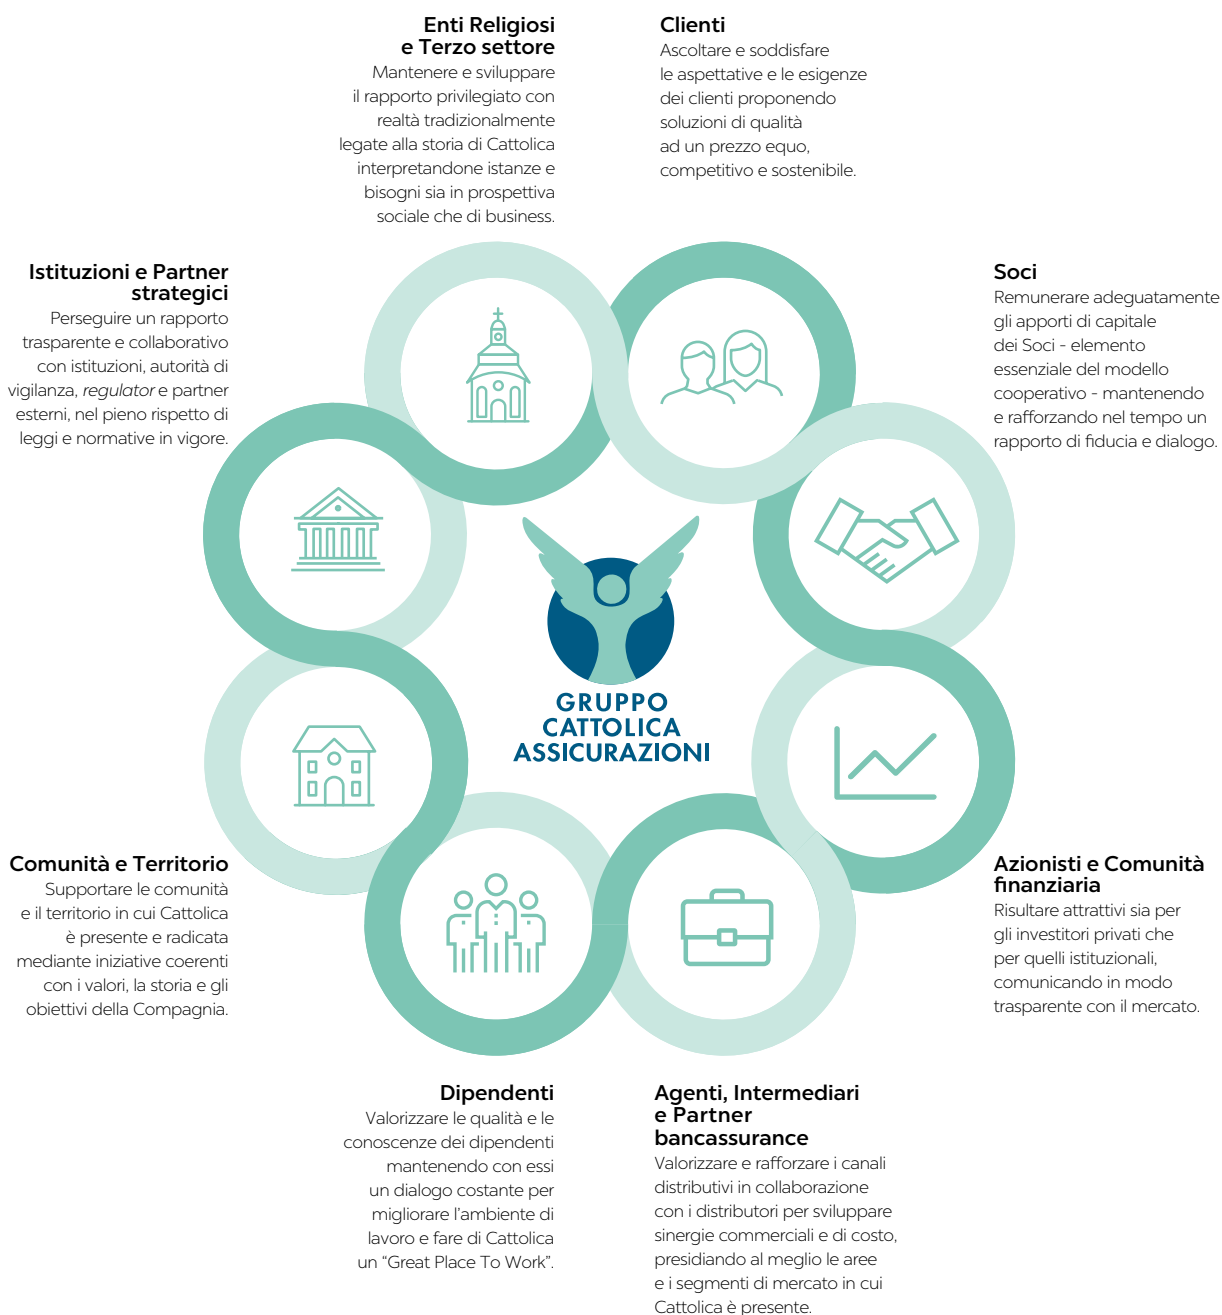 Enti Religiosi
e Terzo settore
Mantenere e sviluppare
il rapporto privilegiato con
realtà tradizionalmente
legate alla storia di Cattolica
interpretandone istanze e
bisogni sia in prospettiva
sociale che di business.
Clienti
Ascoltare e soddisfare
le aspettative e le esigenze
dei clienti proponendo
soluzioni di qualità
ad un prezzo equo,
competitivo e sostenibile.
Istituzioni e Partner
strategici
Perseguire un rapporto
trasparente e collaborativo
con istituzioni, autorità di
vigilanza, regulator e partner
esterni, nel pieno rispetto di
leggi e normative in vigore.
Soci
Remunerare adeguatamente
gli apporti di capitale
dei Soci - elemento
essenziale del modello
cooperativo - mantenendo
e rafforzando nel tempo un
rapporto di fiducia e dialogo.
GRUPPO
CATTOLICA
ASSICURAZIONI
Comunità e Territorio
Supportare le comunità
e il territorio in cui Cattolica
è presente e radicata
mediante iniziative coerenti
con i valori, la storia e gli
obiettivi della Compagnia.
Azionisti e Comunità
finanziaria
Risultare attrattivi sia per
gli investitori privati che
per quelli istituzionali,
comunicando in modo
trasparente con il mercato.
Dipendenti
Valorizzare le qualità e le
conoscenze dei dipendenti
mantenendo con essi
un dialogo costante per
migliorare l'ambiente di
lavoro e fare di Cattolica
un “Great Place To Work”.
Agenti, Intermediari
e Partner
bancassurance
Valorizzare e rafforzare i canali
distributivi in collaborazione
con i distributori per sviluppare
sinergie commerciali e di costo,
presidiando al meglio le aree
e i segmenti di mercato in cui
Cattolica è presente.